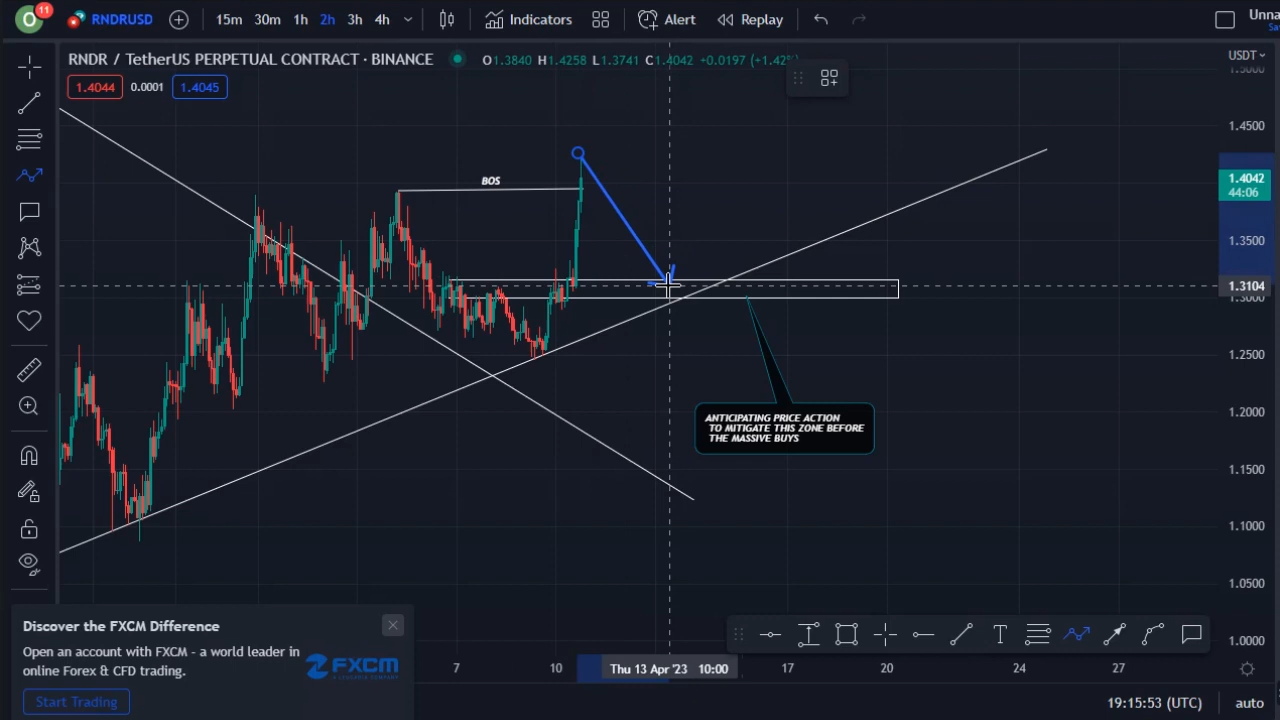 11
RNDRUSD
15m 30m 1h 2h 3h 4h
Indicators
Alert
Replay
Unna
RNDR / TetherUS PERPETUAL CONTRACT · BINANCE
O1.3840 H1.4258 L1.3741 C1.4042 +0.0197 (+1.42%
USDT
1.4044 0.0001 1.4045
1.4500
1.4042
44:06
1.3500
1.3104
1.3000
1.2500
1.2000
1.1500
1.1000
1.0500
1.0000
BOS
ANTICIPATING PRICE ACTION
TO MITIGATE THIS ZONE BEFORE
THE MASSIVE BUYS
Discover the FXCM Difference
Open an account with FXCM - a world leader in
online Forex & CFD trading.
FXCM
Start Trading
7 10 Thu 13 Apr '23 10:00 17 20 24 27
19:15:53 (UTC) auto